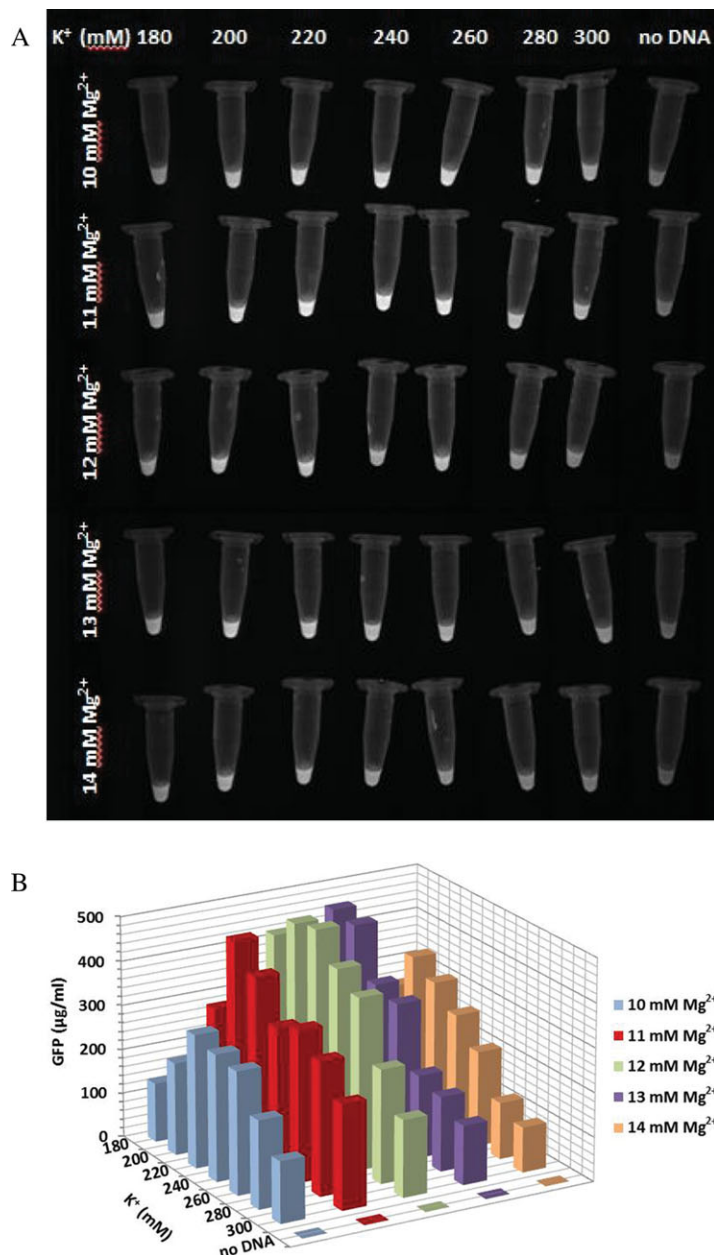 A
K⁺ (mM) 180 200 220 240 260 280 300 no DNA
10 mM Mg²⁺
11 mM Mg²⁺
12 mM Mg²⁺
13 mM Mg²⁺
14 mM Mg²⁺
B
GFP (µg/ml)
500
400
300
200
100
0
180
200
220
240
260
280
300
no DNA
K⁺ (mM)
10 mM Mg²⁺
11 mM Mg²⁺
12 mM Mg²⁺
13 mM Mg²⁺
14 mM Mg²⁺